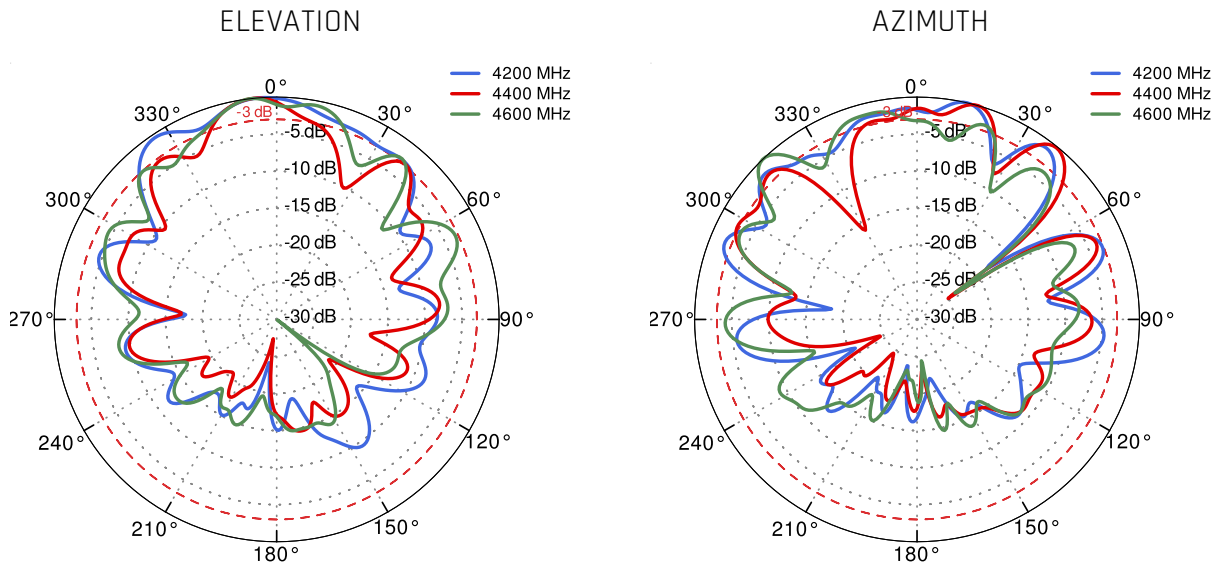 ELEVATION
4200 MHz
4400 MHz
4600 MHz
0°
30°
60°
90°
120°
150°
180°
210°
240°
270°
300°
330°
-3 dB
-5 dB
-10 dB
-15 dB
-20 dB
-25 dB
-30 dB
AZIMUTH
4200 MHz
4400 MHz
4600 MHz
0°
30°
60°
90°
120°
150°
180°
210°
240°
270°
300°
330°
-3 dB
-5 dB
-10 dB
-15 dB
-20 dB
-25 dB
-30 dB